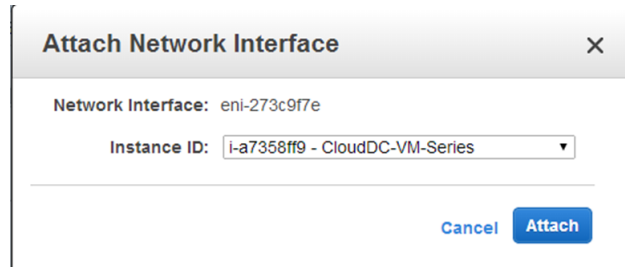 Attach Network Interface
Network Interface: eni-273c9f7e
Instance ID: i-a7358ff9 - CloudDC-VM-Series
Cancel Attach